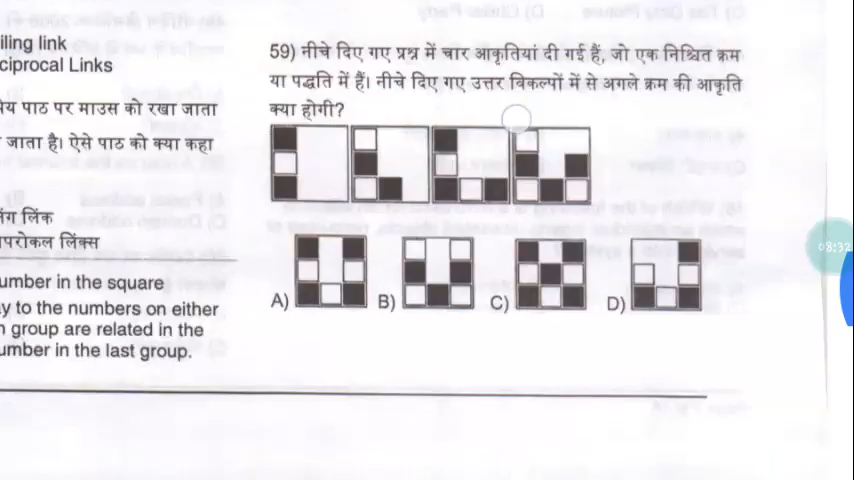 iling link
ciprocal Links
य पाठ पर माउस को रखा जाता
जाता है। ऐसे पाठ को क्या कहा
लिंक
लिंक्स
umber in the square
y to the numbers on either
n group are related in the
umber in the last group.
59) नीचे दिए गए प्रश्न में चार आकृतियां दी गई हैं, जो एक निश्चित क्रम
या पद्धति में हैं। नीचे दिए गए उत्तर विकल्पों में से अगले क्रम की आकृति
क्या होगी?
A) B) C) D)
08:32